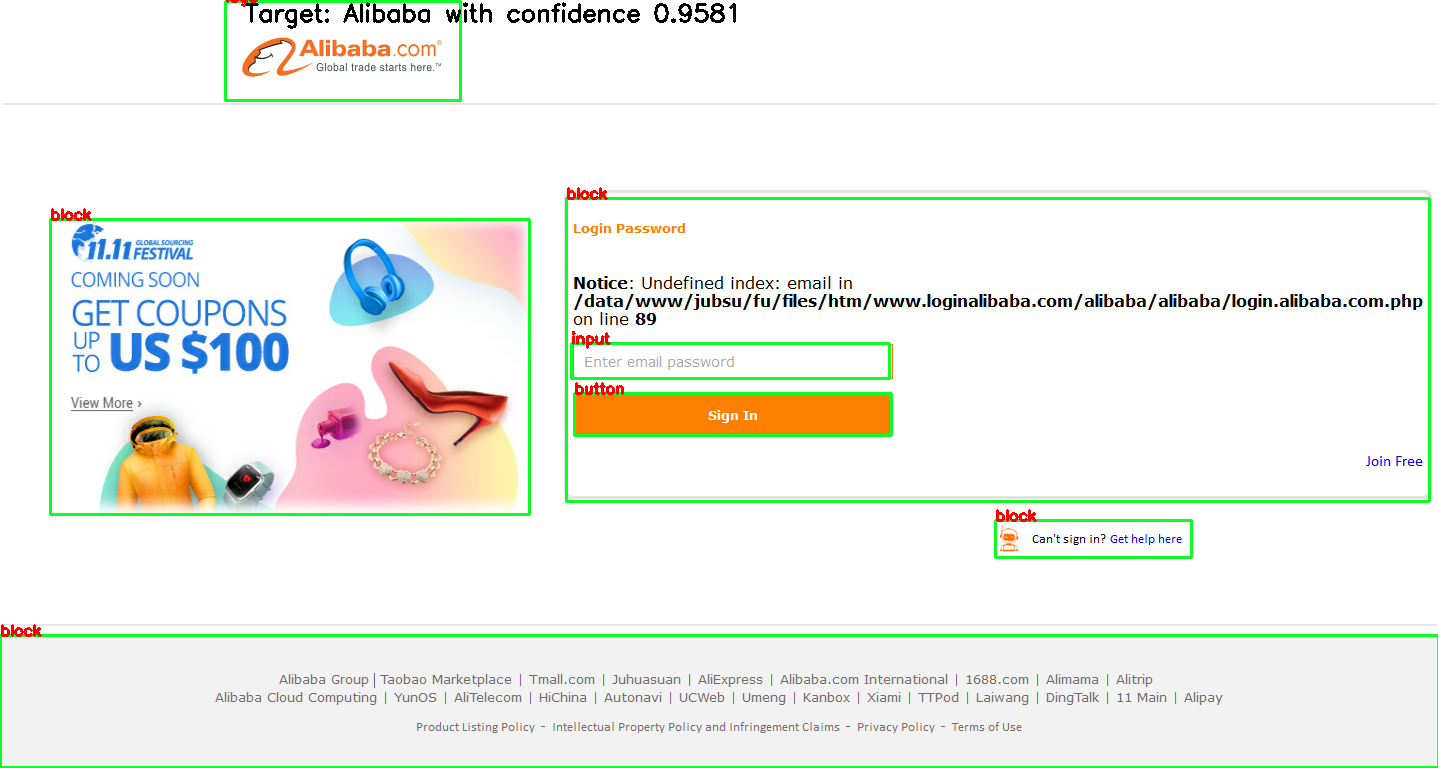 logo
Target: Alibaba with confidence 0.9581
Alibaba.com®
Global trade starts here.™
block
11.11 GLOBAL SOURCING FESTIVAL
COMING SOON
GET COUPONS
UP TO US $100
View More ›
block
Login Password
Notice: Undefined index: email in
/data/www/jubsu/fu/files/htm/www.loginalibaba.com/alibaba/alibaba/login.alibaba.com.php
on line 89
input
Enter email password
button
Sign In
Join Free
block
Can't sign in? Get help here
block
Alibaba Group | Taobao Marketplace | Tmall.com | Juhuasuan | AliExpress | Alibaba.com International | 1688.com | Alimama | Alitrip
Alibaba Cloud Computing | YunOS | AliTelecom | HiChina | Autonavi | UCWeb | Umeng | Kanbox | Xiami | TTPod | Laiwang | DingTalk | 11 Main | Alipay
Product Listing Policy - Intellectual Property Policy and Infringement Claims - Privacy Policy - Terms of Use